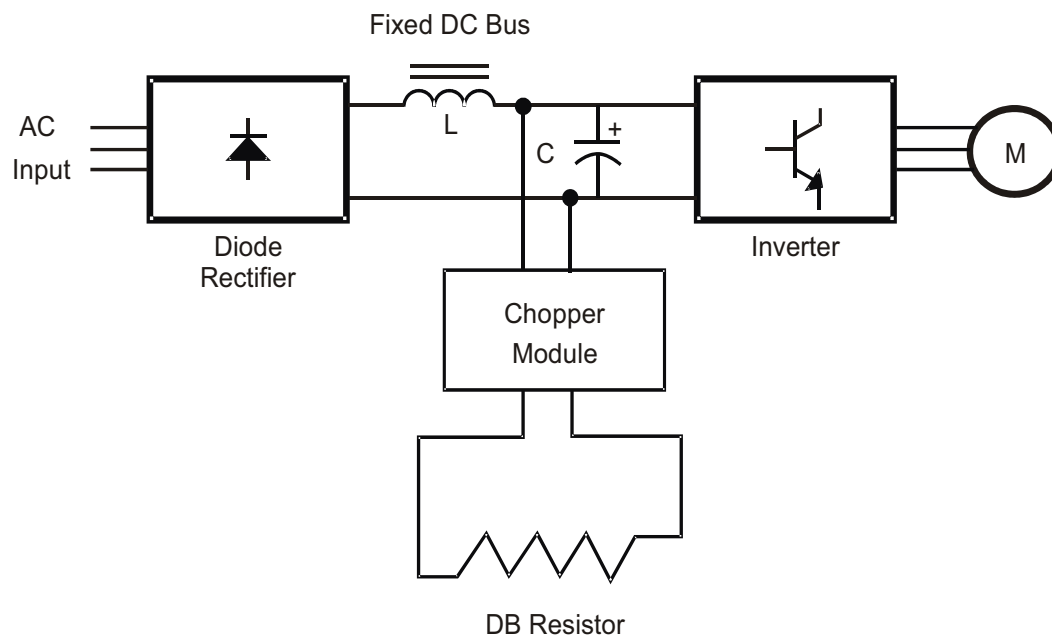 Fixed DC Bus
AC
Input
L
C
+
M
Diode
Rectifier
Inverter
Chopper
Module
DB Resistor